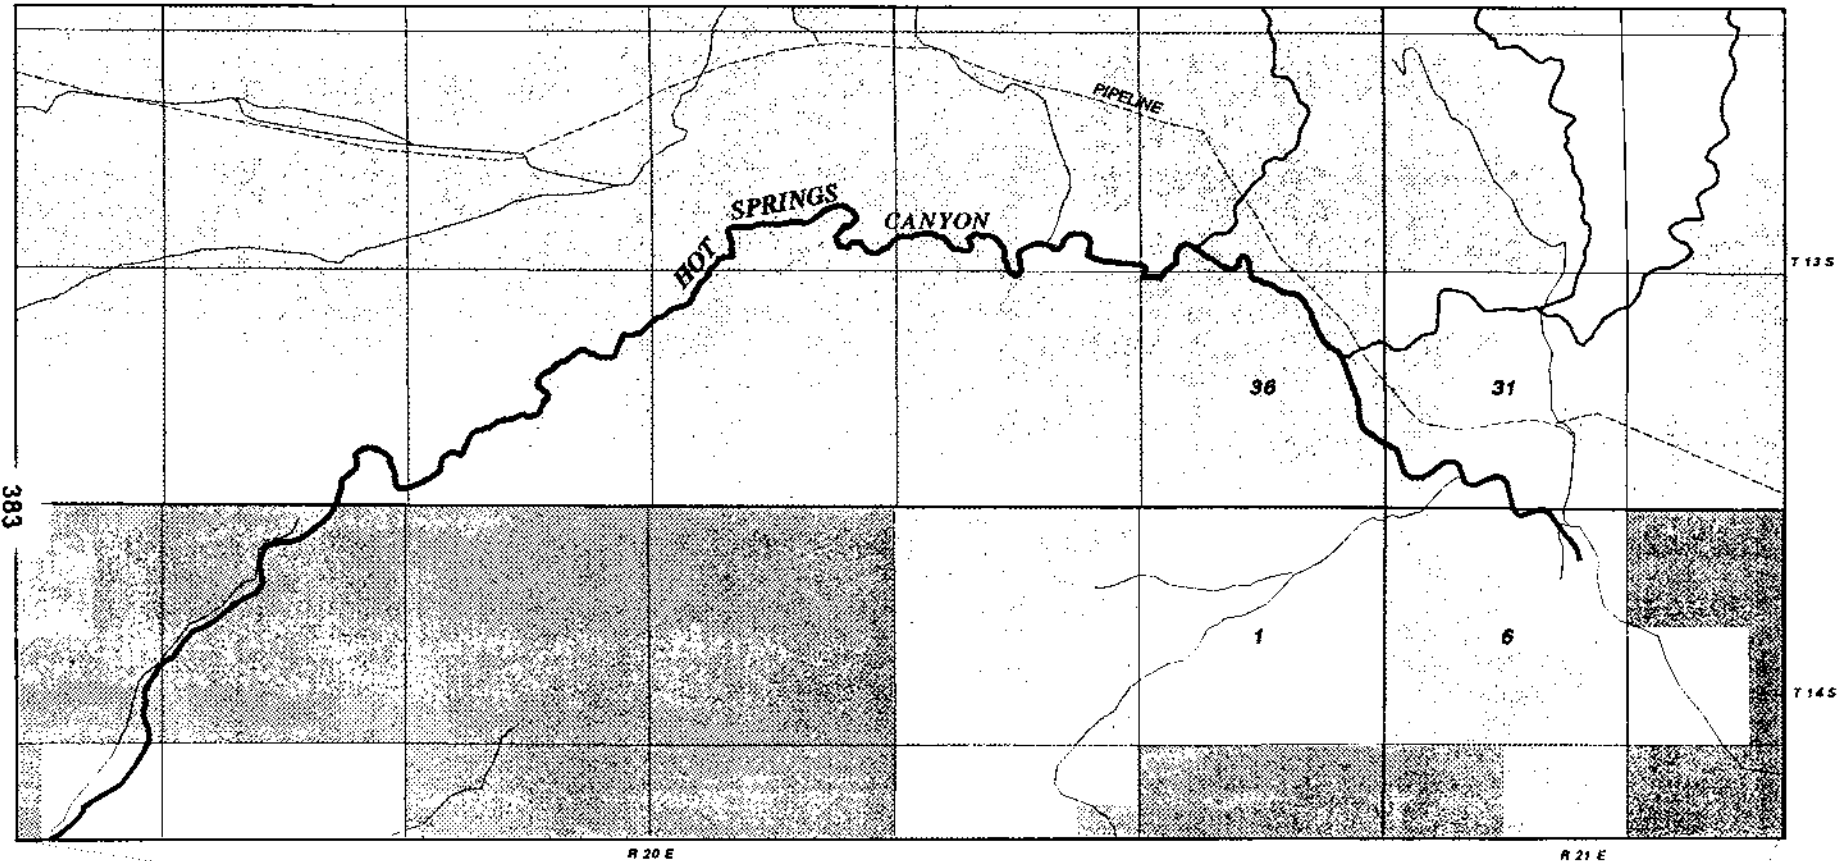 PIPELINE
HOT SPRINGS CANYON
T 13 S
36
31
383
1
6
T 14 S
R 20 E
R 21 E